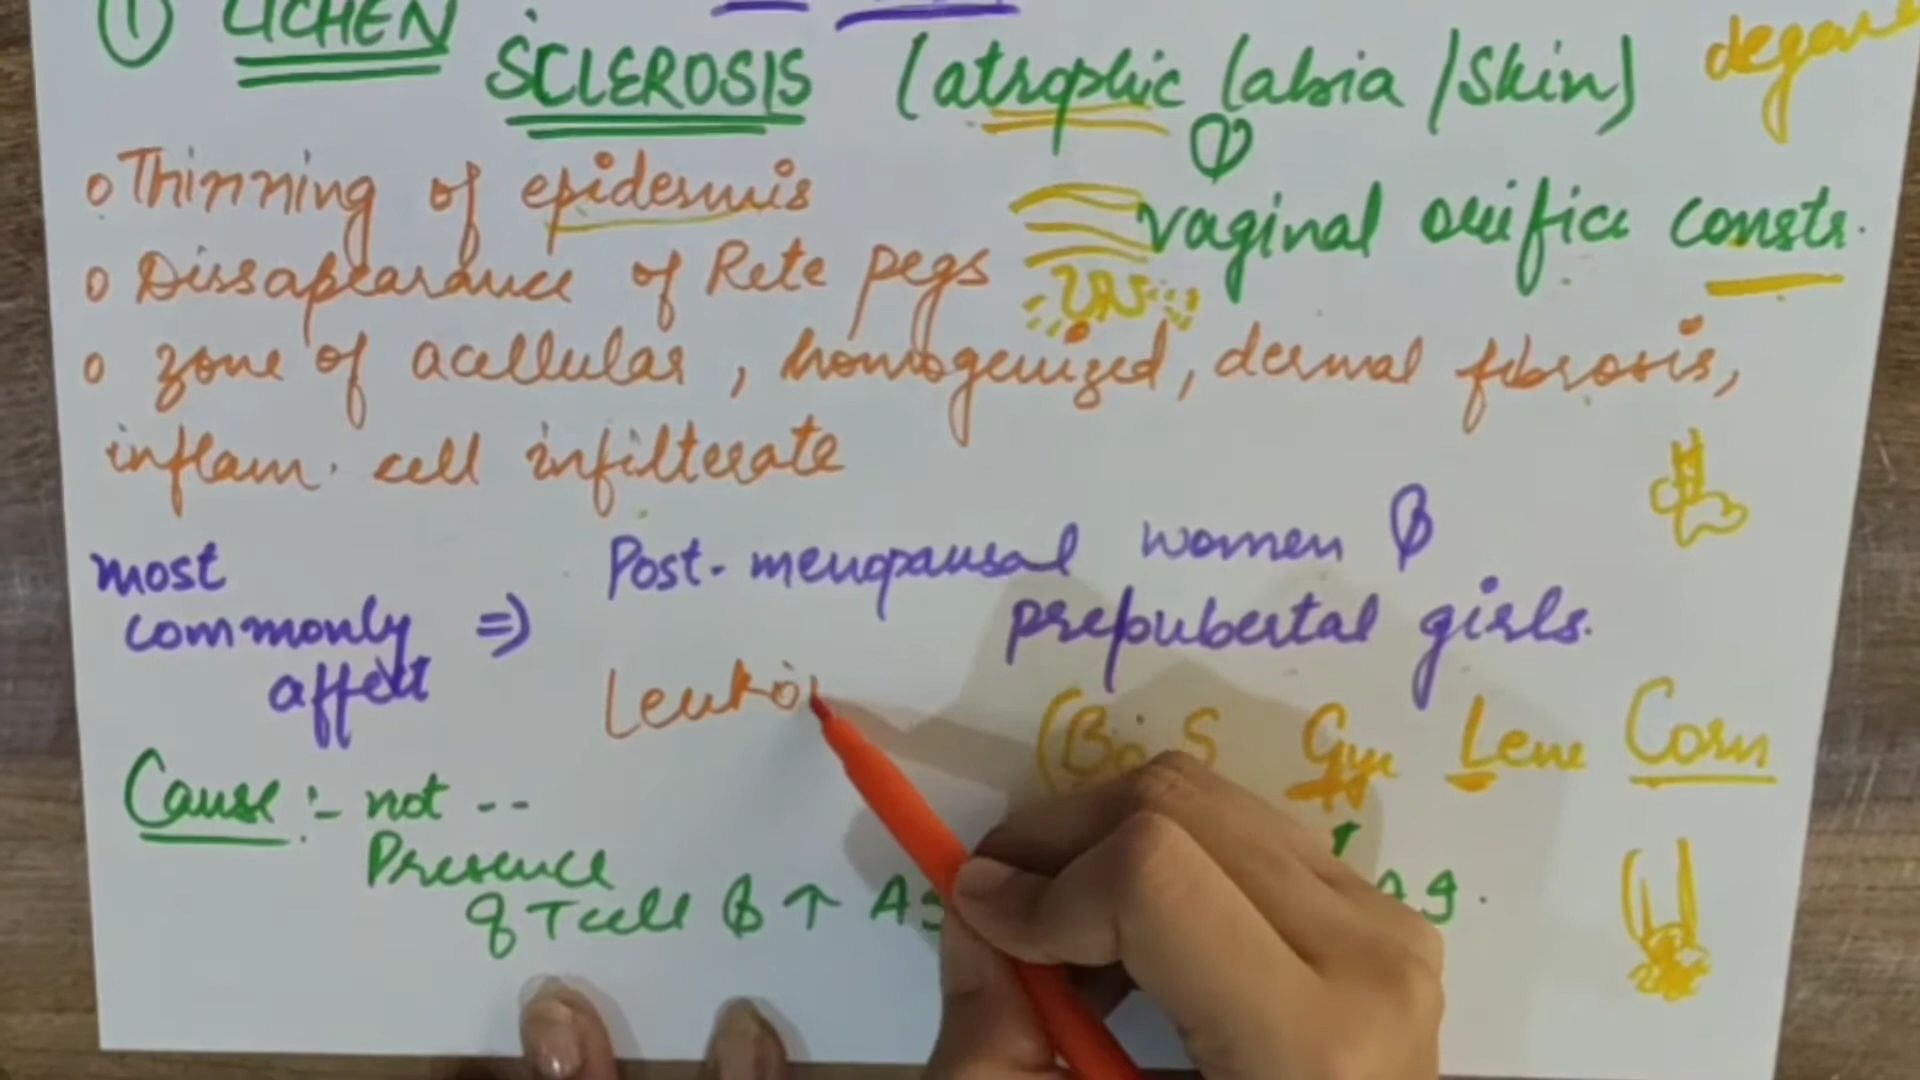 ① LICHEN
SCLEROSIS (atrophic labia/skin)
vaginal orifice constr.
o Thinning of epidermis
o Dissapearance of Rete pegs
o zone of acellular, homogenized, dermal fibrosis,
inflam. cell infilterate
most commonly affect => Post-menopausal women &
prepubertal girls.
Leuko
Gyc Lene Corn
Cause :- not --
Presence
of T cell & ↑